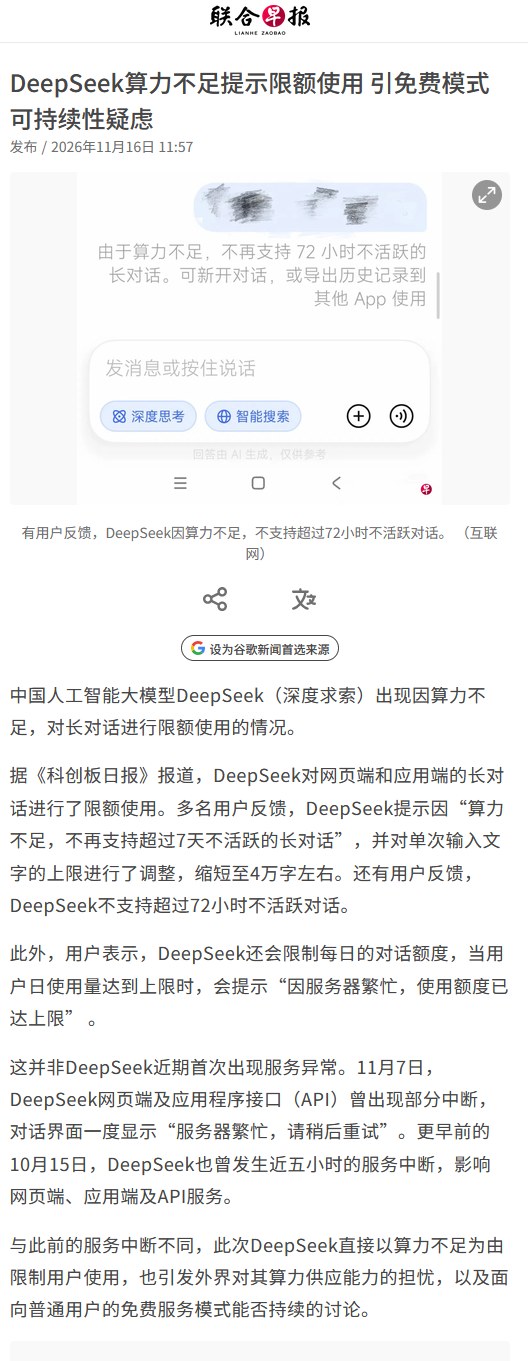 联合早报
LIANHE ZAOBAO
DeepSeek算力不足提示限额使用 引免费模式
可持续性疑虑
发布 / 2026年11月16日 11:57
由于算力不足，不再支持 72 小时不活跃的
长对话。可新开对话，或导出历史记录到
其他 App 使用
发消息或按住说话
深度思考
智能搜索
回答由 AI 生成，仅供参考
早
有用户反馈，DeepSeek因算力不足，不支持超过72小时不活跃对话。 （互联
网）
设为谷歌新闻首选来源
中国人工智能大模型DeepSeek（深度求索）出现因算力不
足，对长对话进行限额使用的情况。
据《科创板日报》报道，DeepSeek对网页端和应用端的长对
话进行了限额使用。多名用户反馈，DeepSeek提示因“算力
不足，不再支持超过7天不活跃的长对话”，并对单次输入文
字的上限进行了调整，缩短至4万字左右。还有用户反馈，
DeepSeek不支持超过72小时不活跃对话。
此外，用户表示，DeepSeek还会限制每日的对话额度，当用
户日使用量达到上限时，会提示“因服务器繁忙，使用额度已
达上限” 。
这并非DeepSeek近期首次出现服务异常。11月7日，
DeepSeek网页端及应用程序接口（API）曾出现部分中断，
对话界面一度显示“服务器繁忙，请稍后重试”。更早前的
10月15日，DeepSeek也曾发生近五小时的服务中断，影响
网页端、应用端及API服务。
与此前的服务中断不同，此次DeepSeek直接以算力不足为由
限制用户使用，也引发外界对其算力供应能力的担忧，以及面
向普通用户的免费服务模式能否持续的讨论。